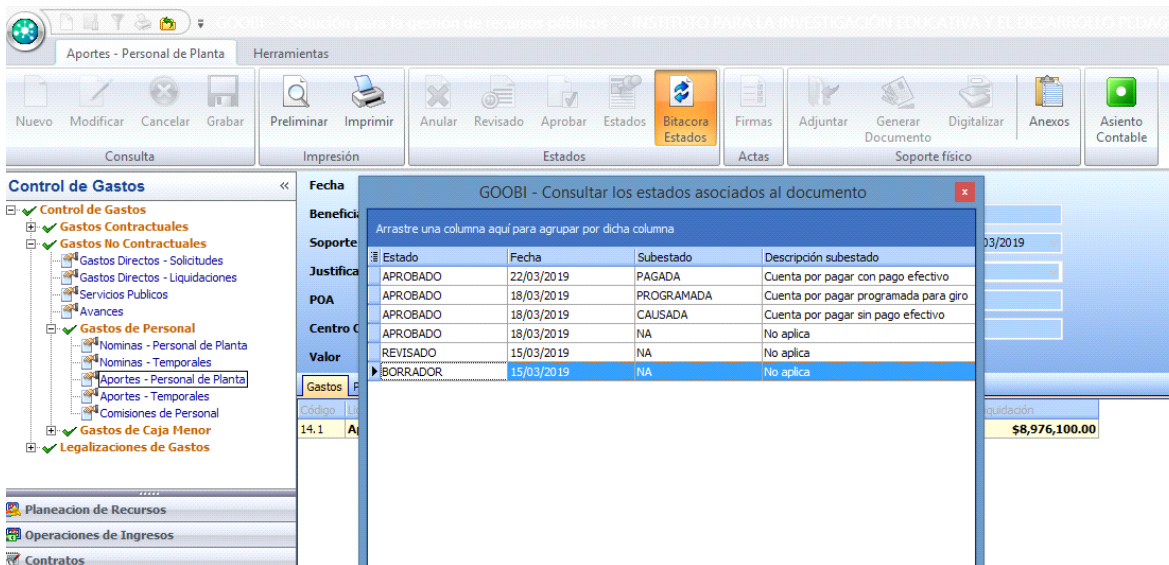 GOOBI - " Solución para la gestión de recursos públicos INSTITUTO PARA LA INVESTIGACIÓN EDUCATIVA Y EL DESARROLLO PEDAG
Aportes - Personal de Planta Herramientas
Nuevo Modificar Cancelar Grabar Preliminar Imprimir Anular Revisado Aprobar Estados Bitacora Estados Firmas Adjuntar Generar Documento Digitalizar Anexos Asiento Contable
Consulta Impresión Estados Actas Soporte físico
Control de Gastos «
Control de Gastos
Gastos Contractuales
Gastos No Contractuales
Gastos Directos - Solicitudes
Gastos Directos - Liquidaciones
Servicios Publicos
Avances
Gastos de Personal
Nominas - Personal de Planta
Nominas - Temporales
Aportes - Personal de Planta
Aportes - Temporales
Comisiones de Personal
Gastos de Caja Menor
Legalizaciones de Gastos
Planeacion de Recursos
Operaciones de Ingresos
Contratos
Fecha
Beneficia
Soporte
03/2019
Justifica
POA
Centro C
Valor
Gastos P
Código Li
iquidación
14.1 A
$8,976,100.00
GOOBI - Consultar los estados asociados al documento
Arrastre una columna aquí para agrupar por dicha columna
Estado Fecha Subestado Descripción subestado
APROBADO 22/03/2019 PAGADA Cuenta por pagar con pago efectivo
APROBADO 18/03/2019 PROGRAMADA Cuenta por pagar programada para giro
APROBADO 18/03/2019 CAUSADA Cuenta por pagar sin pago efectivo
APROBADO 18/03/2019 NA No aplica
REVISADO 15/03/2019 NA No aplica
BORRADOR 15/03/2019 NA No aplica